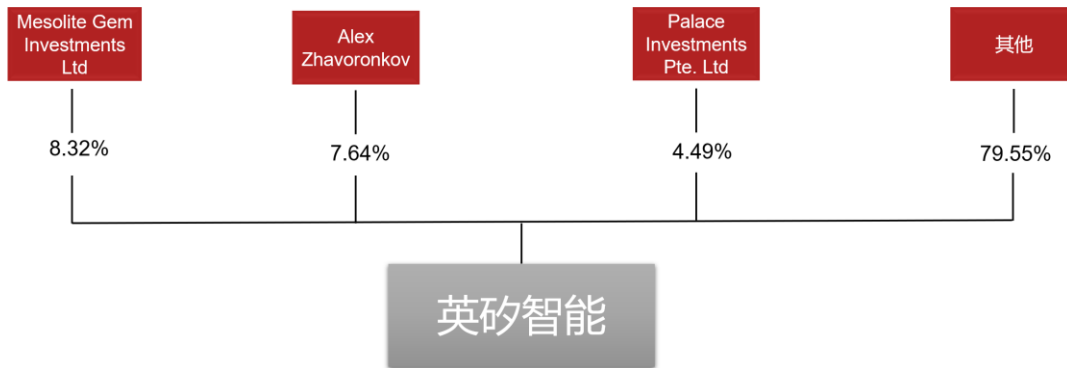 Mesolite Gem
Investments
Ltd
Alex
Zhavoronkov
Palace
Investments
Pte. Ltd
其他
8.32%
7.64%
4.49%
79.55%
英矽智能